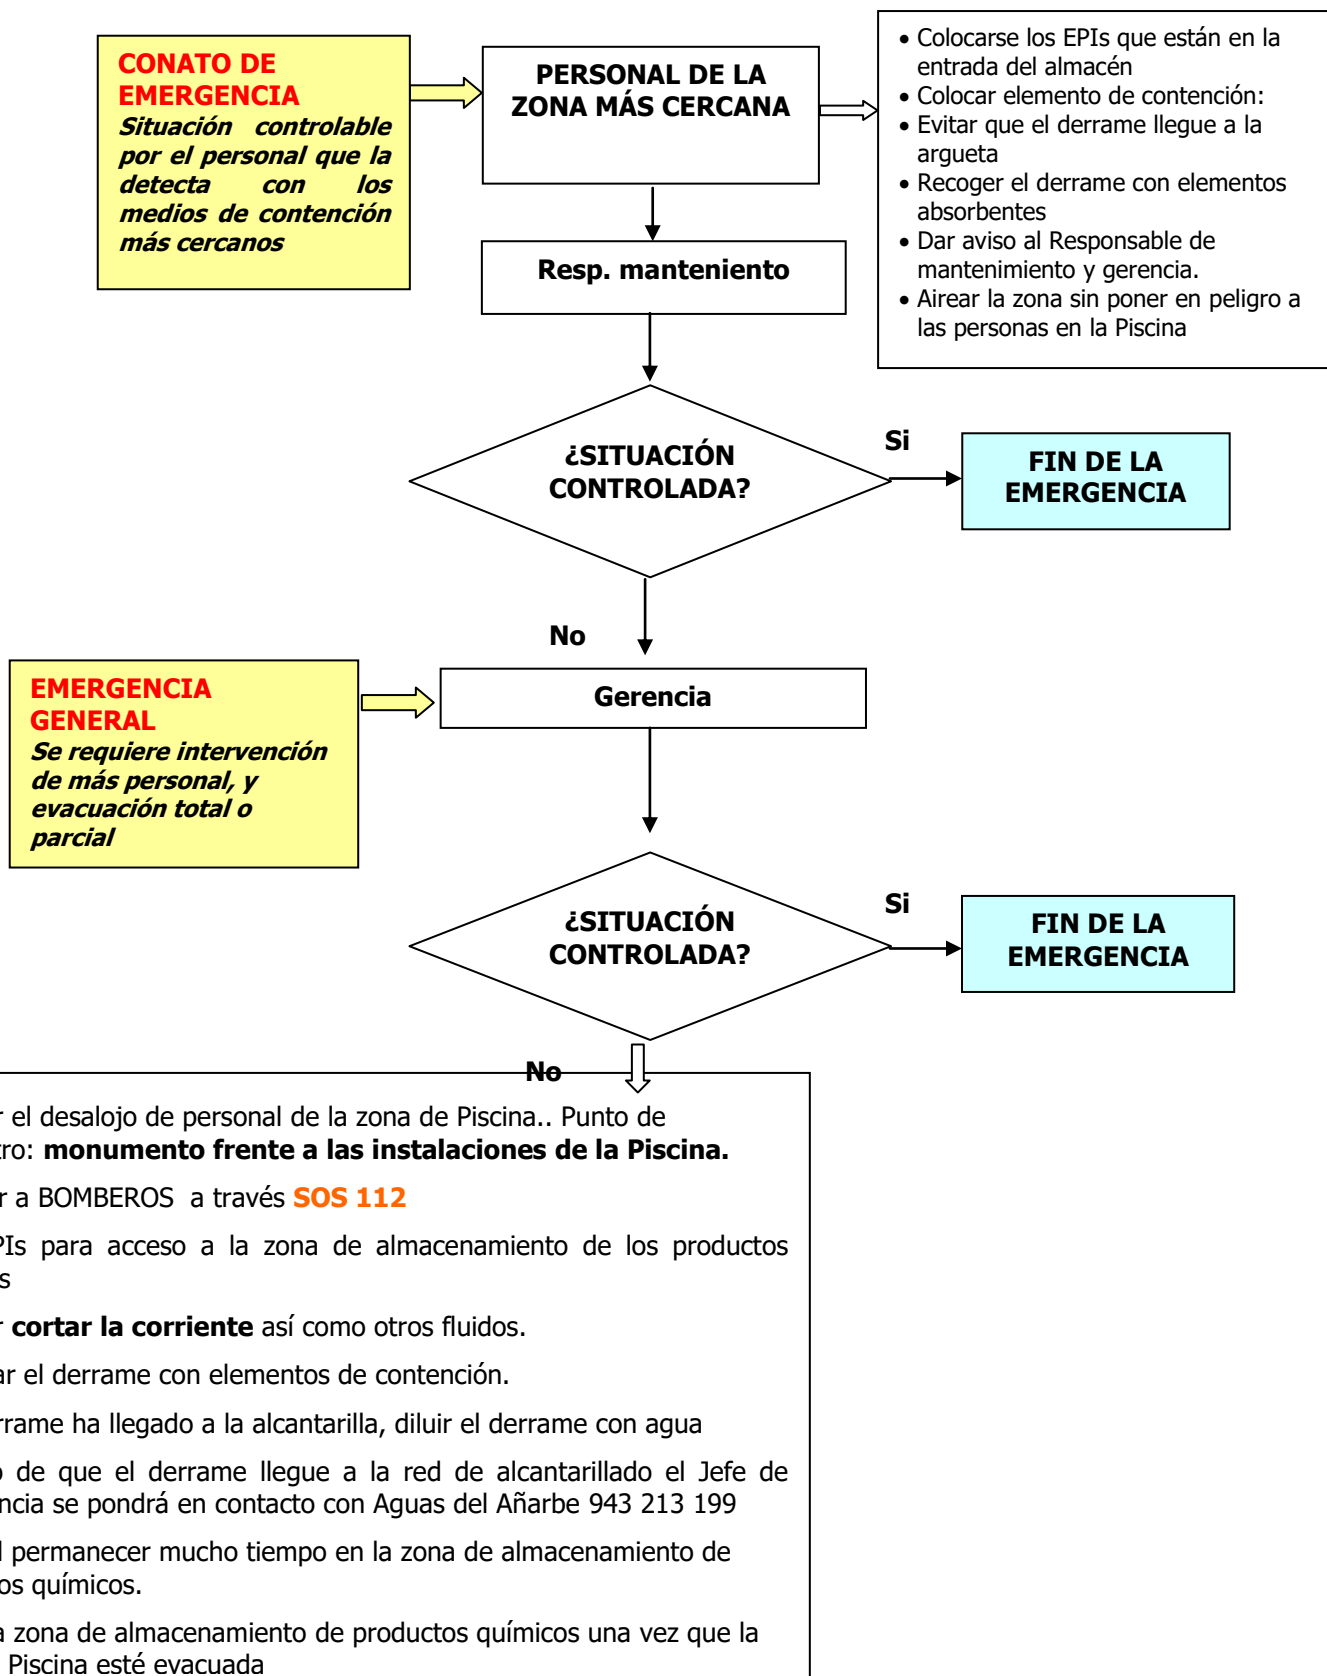 CONATO DE
EMERGENCIA
Situación controlable
por el personal que la
detecta con los
medios de contención
más cercanos
PERSONAL DE LA
ZONA MÁS CERCANA
• Colocarse los EPIs que están en la
entrada del almacén
• Colocar elemento de contención:
• Evitar que el derrame llegue a la
argueta
• Recoger el derrame con elementos
absorbentes
• Dar aviso al Responsable de
mantenimiento y gerencia.
• Airear la zona sin poner en peligro a
las personas en la Piscina
Resp. manteniento
¿SITUACIÓN
CONTROLADA?
Si
FIN DE LA
EMERGENCIA
No
EMERGENCIA
GENERAL
Se requiere intervención
de más personal, y
evacuación total o
parcial
Gerencia
¿SITUACIÓN
CONTROLADA?
Si
FIN DE LA
EMERGENCIA
No
r el desalojo de personal de la zona de Piscina.. Punto de
tro: monumento frente a las instalaciones de la Piscina.
r a BOMBEROS a través SOS 112
PIs para acceso a la zona de almacenamiento de los productos
s
r cortar la corriente así como otros fluidos.
ar el derrame con elementos de contención.
rrame ha llegado a la alcantarilla, diluir el derrame con agua
o de que el derrame llegue a la red de alcantarillado el Jefe de
ncia se pondrá en contacto con Aguas del Añarbe 943 213 199
l permanecer mucho tiempo en la zona de almacenamiento de
os químicos.
a zona de almacenamiento de productos químicos una vez que la
Piscina esté evacuada